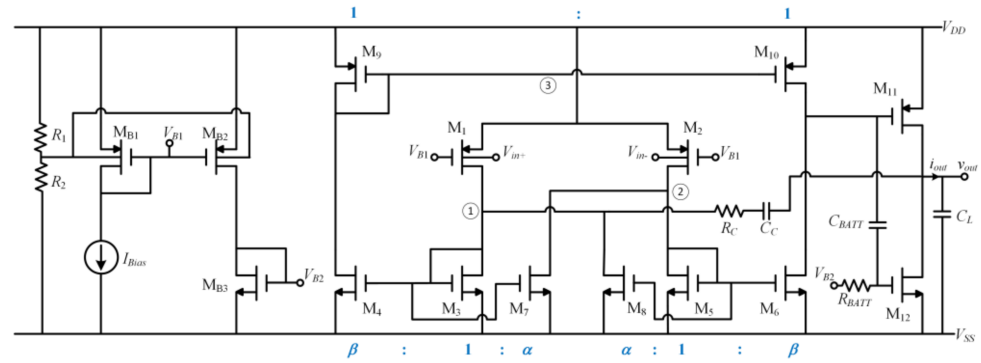 1 : 1
V_DD
M_9 M_10
③
M_11
R_1 M_B1 V_B1 M_B2 M_1 M_2
V_B1 V_in+ V_in- V_B1
R_2
① ②
i_out v_out
R_C C_C C_BATT C_L
I_Bias
M_B3 V_B2 V_B2
R_BATT
M_4 M_3 M_7 M_8 M_5 M_6 M_12
V_SS
β : 1 : α α : 1 : β